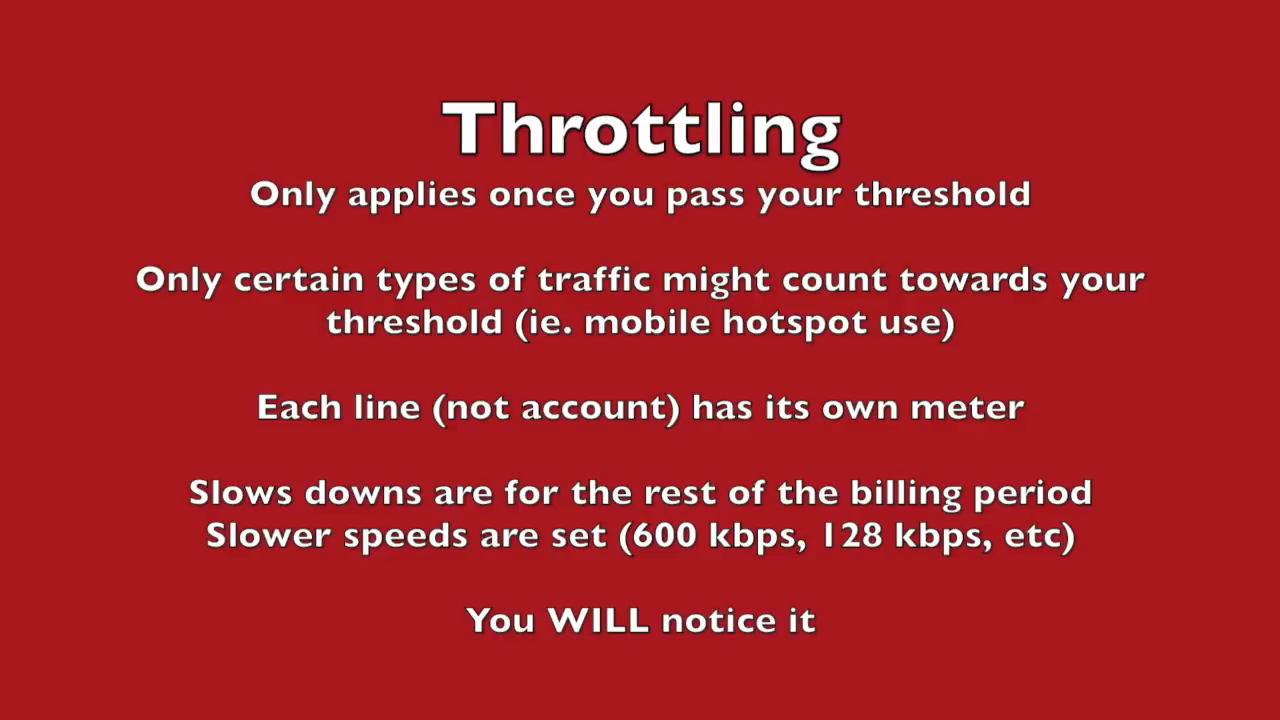 Throttling
Only applies once you pass your threshold
Only certain types of traffic might count towards your
threshold (ie. mobile hotspot use)
Each line (not account) has its own meter
Slows downs are for the rest of the billing period
Slower speeds are set (600 kbps, 128 kbps, etc)
You WILL notice it